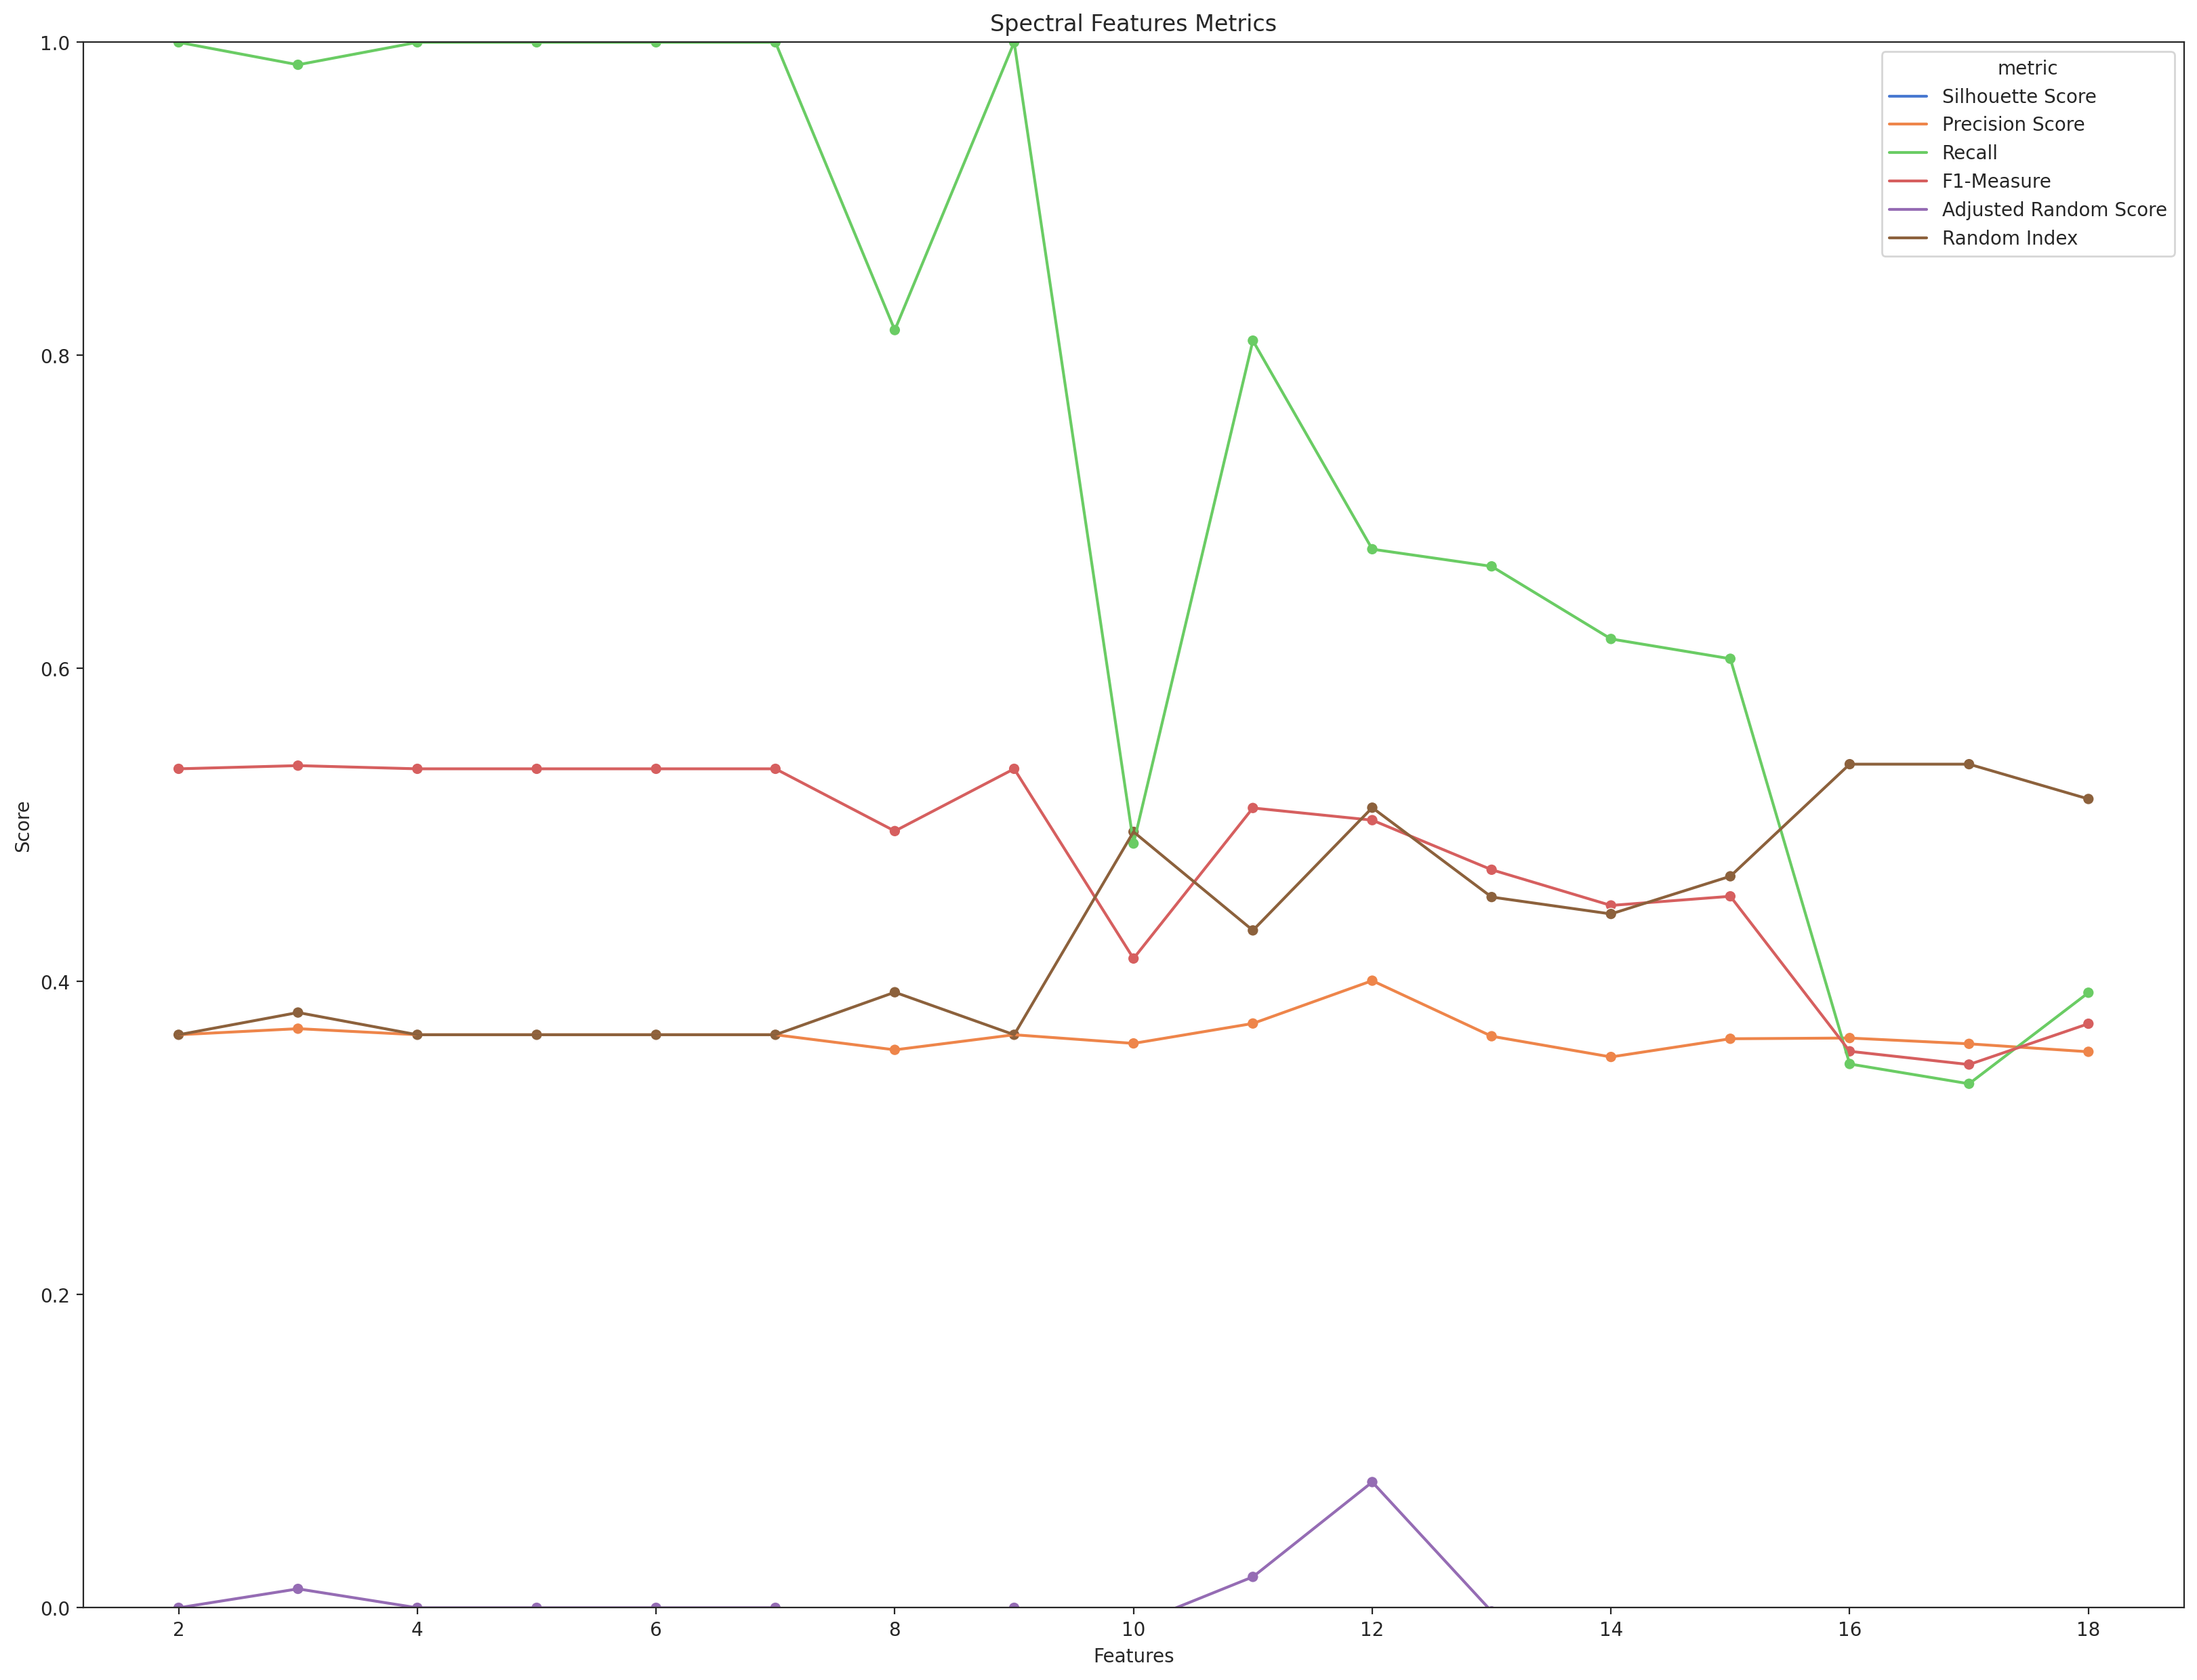 Spectral Features Metrics
metric
Silhouette Score
Precision Score
Recall
F1-Measure
Adjusted Random Score
Random Index
Score
1.0
0.8
0.6
0.4
0.2
0.0
2 4 6 8 10 12 14 16 18
Features